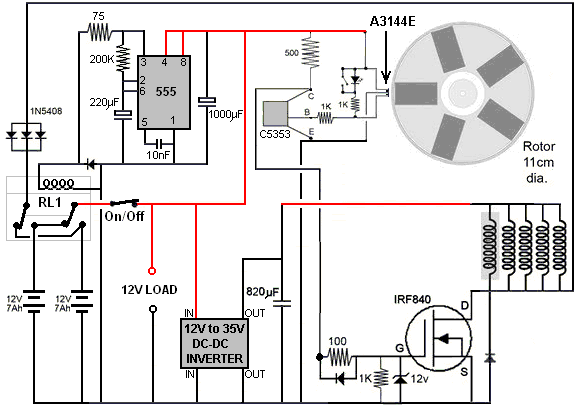 75
A3144E
3 4 8
500
200K
2
6
555
1K
C
220µF
1000µF
1K
B
1N5408
5 1
C5353
E
10nF
Rotor
11cm
dia.
RL1
On/Off
12V LOAD
820µF
12V
7Ah
12V
7Ah
IRF840
D
IN OUT
12V to 35V
DC-DC
INVERTER
IN OUT
100
G
S
1K
12v